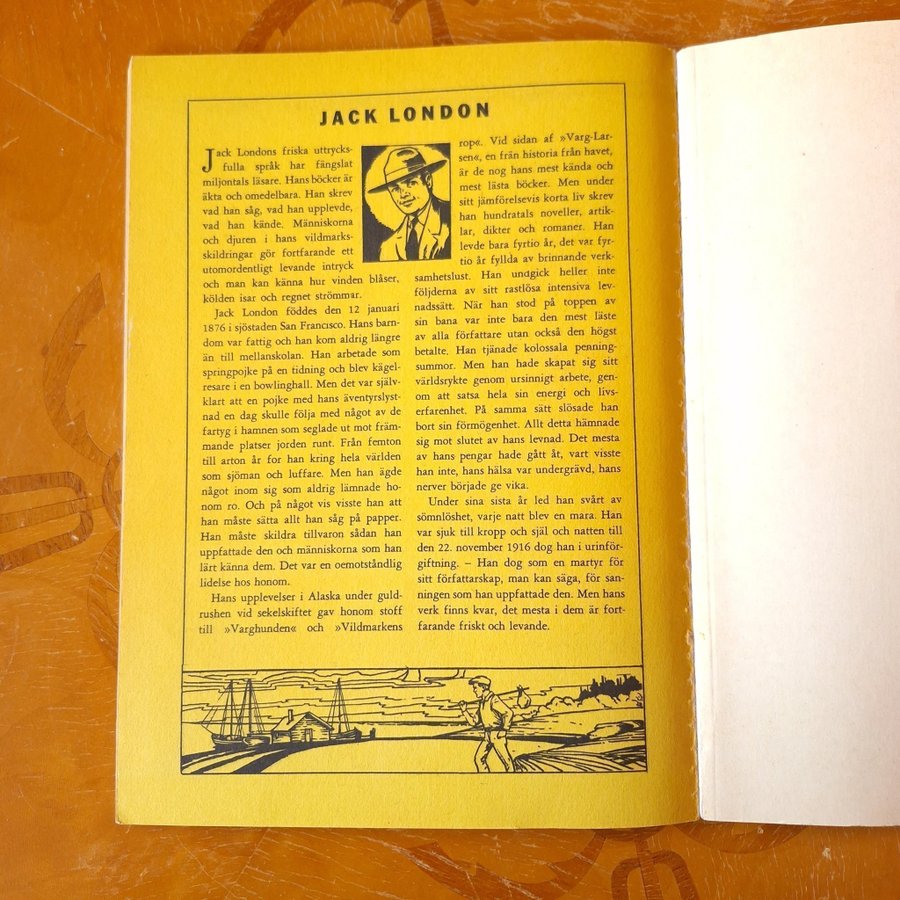 JACK LONDON
Jack Londons friska uttrycks-
fulla språk har fängslat
miljontals läsare. Hans böcker är
äkta och omedelbara. Han skrev
vad han såg, vad han upplevde,
vad han kände. Människorna
och djuren i hans vildmarks-
skildringar gör fortfarande ett
utomordentligt levande intryck
och man kan känna hur vinden blåser,
kölden isar och regnet strömmar.
Jack London föddes den 12 januari
1876 i sjöstaden San Francisco. Hans barn-
dom var fattig och han kom aldrig längre
än till mellanskolan. Han arbetade som
springpojke på en tidning och blev kägel-
resare i en bowlinghall. Men det var själv-
klart att en pojke med hans äventyrslyst-
nad en dag skulle följa med något av de
fartyg i hamnen som seglade ut mot främ-
mande platser jorden runt. Från femton
till arton år for han kring hela världen
som sjöman och luffare. Men han ägde
något inom sig som aldrig lämnade ho-
nom ro. Och på något vis visste han att
han måste sätta allt han såg på papper.
Han måste skildra tillvaron sådan han
uppfattade den och människorna som han
lärt känna dem. Det var en oemotståndlig
lidelse hos honom.
Hans upplevelser i Alaska under guld-
rushen vid sekelskiftet gav honom stoff
till »Varghunden« och »Vildmarkens
rop«. Vid sidan af »Varg-Lar-
sen«, en frän historia från havet,
är de nog hans mest kända och
mest lästa böcker. Men under
sitt jämförelsevis korta liv skrev
han hundratals noveller, artik-
lar, dikter och romaner. Han
levde bara fyrtio år, det var fyr-
tio år fyllda av brinnande verk-
samhetslust. Han undgick heller inte
följderna av sitt rastlösa intensiva lev-
nadssätt. När han stod på toppen av
sin bana var inte bara den mest läste
av alla författare utan också den högst
betalte. Han tjänade kolossala penning-
summor. Men han hade skapat sig sitt
världsrykte genom ursinnigt arbete, gen-
om att satsa hela sin energi och livs-
erfarenhet. På samma sätt slösade han
bort sin förmögenhet. Allt detta hämnade
sig mot slutet av hans levnad. Det mesta
av hans pengar hade gått åt, vart visste
han inte, hans hälsa var undergrävd, hans
nerver började ge vika.
Under sina sista år led han svårt av
sömnlöshet, varje natt blev en mara. Han
var sjuk till kropp och själ och natten till
den 22. november 1916 dog han i urinför-
giftning. – Han dog som en martyr för
sitt författarskap, man kan säga, för san-
ningen som han uppfattade den. Men hans
verk finns kvar, det mesta i dem är fort-
farande friskt och levande.